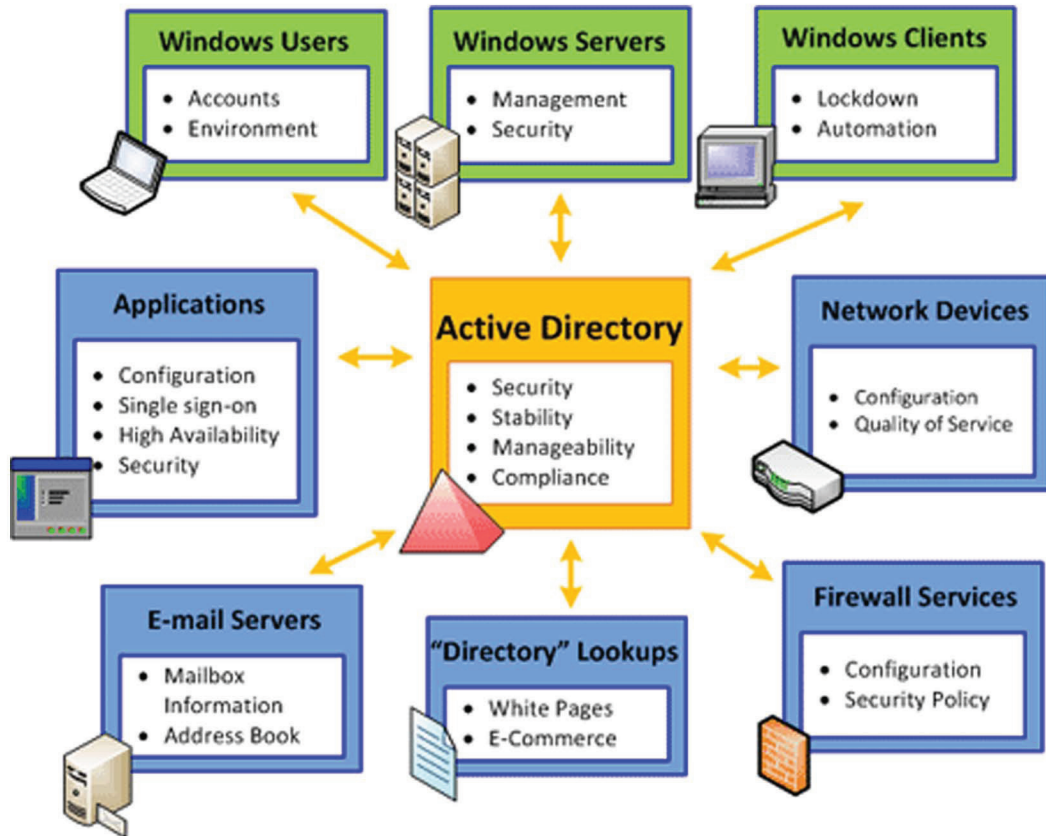 Windows Users
• Accounts
• Environment
Windows Servers
• Management
• Security
Windows Clients
• Lockdown
• Automation
Applications
• Configuration
• Single sign-on
• High Availability
• Security
Active Directory
• Security
• Stability
• Manageability
• Compliance
Network Devices
• Configuration
• Quality of Service
E-mail Servers
• Mailbox
Information
• Address Book
“Directory” Lookups
• White Pages
• E-Commerce
Firewall Services
• Configuration
• Security Policy